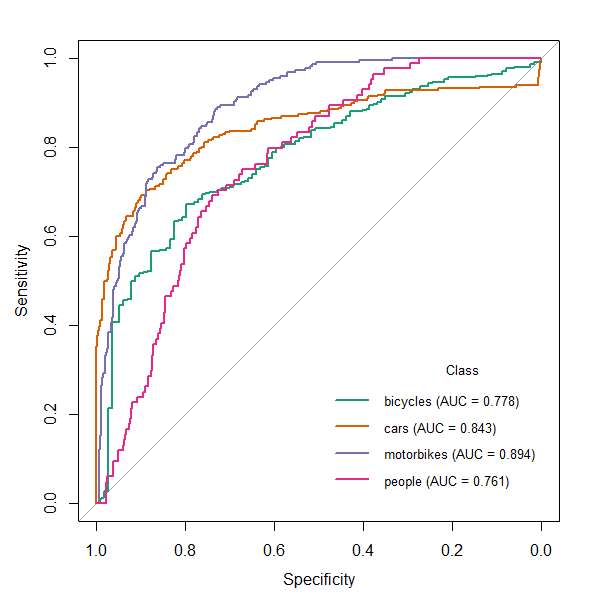 1.0
0.8
0.6
0.4
0.2
0.0
Sensitivity
Class
bicycles (AUC = 0.778)
cars (AUC = 0.843)
motorbikes (AUC = 0.894)
people (AUC = 0.761)
1.0 0.8 0.6 0.4 0.2 0.0
Specificity